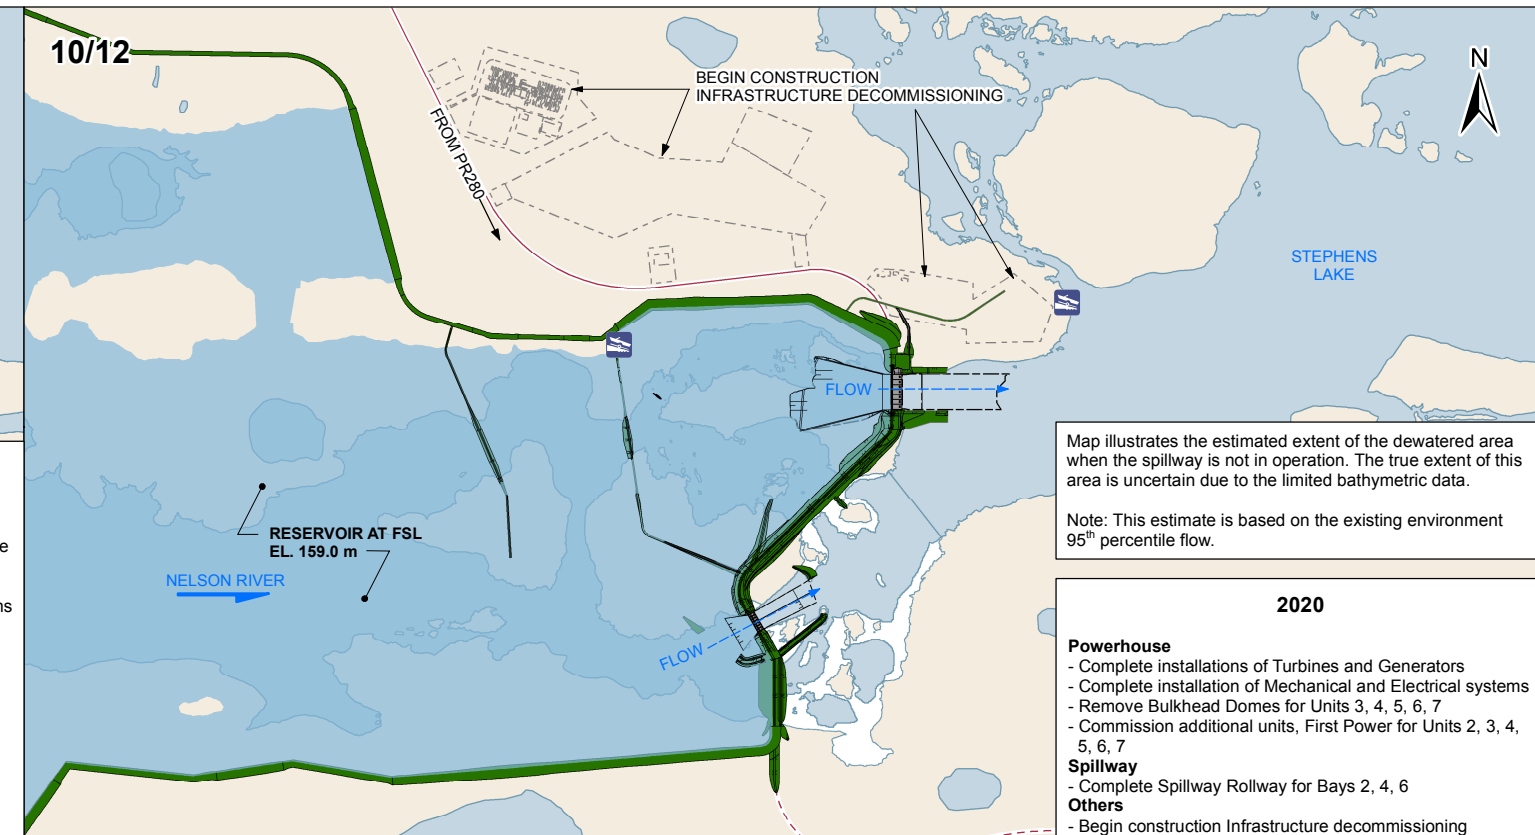 10/12
BEGIN CONSTRUCTION
INFRASTRUCTURE DECOMMISSIONING
N
FROM PR280
STEPHENS
LAKE
FLOW
RESERVOIR AT FSL
EL. 159.0 m
NELSON RIVER
FLOW
Map illustrates the estimated extent of the dewatered area
when the spillway is not in operation. The true extent of this
area is uncertain due to the limited bathymetric data.
Note: This estimate is based on the existing environment
95th percentile flow.
2020
Powerhouse
- Complete installations of Turbines and Generators
- Complete installation of Mechanical and Electrical systems
- Remove Bulkhead Domes for Units 3, 4, 5, 6, 7
- Commission additional units, First Power for Units 2, 3, 4,
5, 6, 7
Spillway
- Complete Spillway Rollway for Bays 2, 4, 6
Others
- Begin construction Infrastructure decommissioning